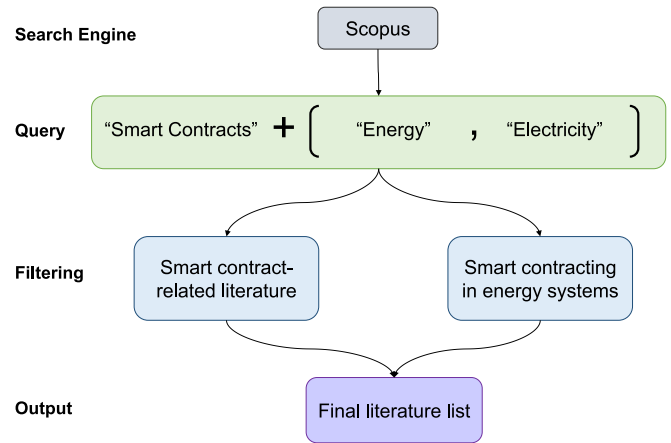 Search Engine
Scopus
Query
“Smart Contracts” + [ “Energy” , “Electricity” ]
Filtering
Smart contract-
related literature
Smart contracting
in energy systems
Output
Final literature list